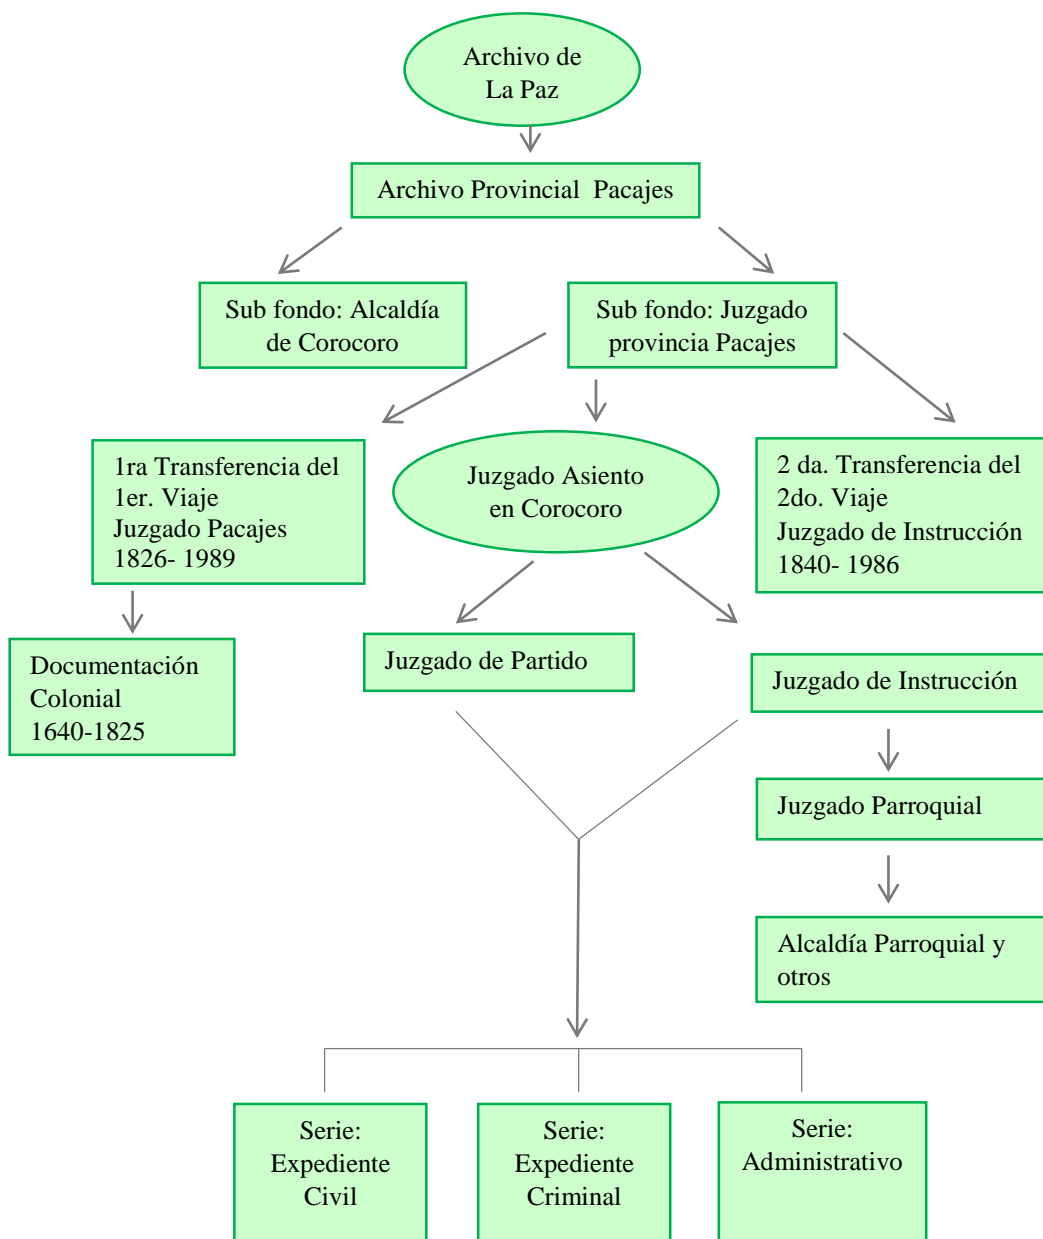 Archivo de
La Paz
Archivo Provincial  Pacajes
Sub fondo: Alcaldía
de Corocoro
Sub fondo: Juzgado
provincia Pacajes
1ra Transferencia del
1er. Viaje
Juzgado Pacajes
1826- 1989
Juzgado Asiento
en Corocoro
2 da. Transferencia del
2do. Viaje
Juzgado de Instrucción
1840- 1986
Documentación
Colonial
1640-1825
Juzgado de Partido
Juzgado de Instrucción
Juzgado Parroquial
Alcaldía Parroquial y
otros
Serie:
Expediente
Civil
Serie:
Expediente
Criminal
Serie:
Administrativo